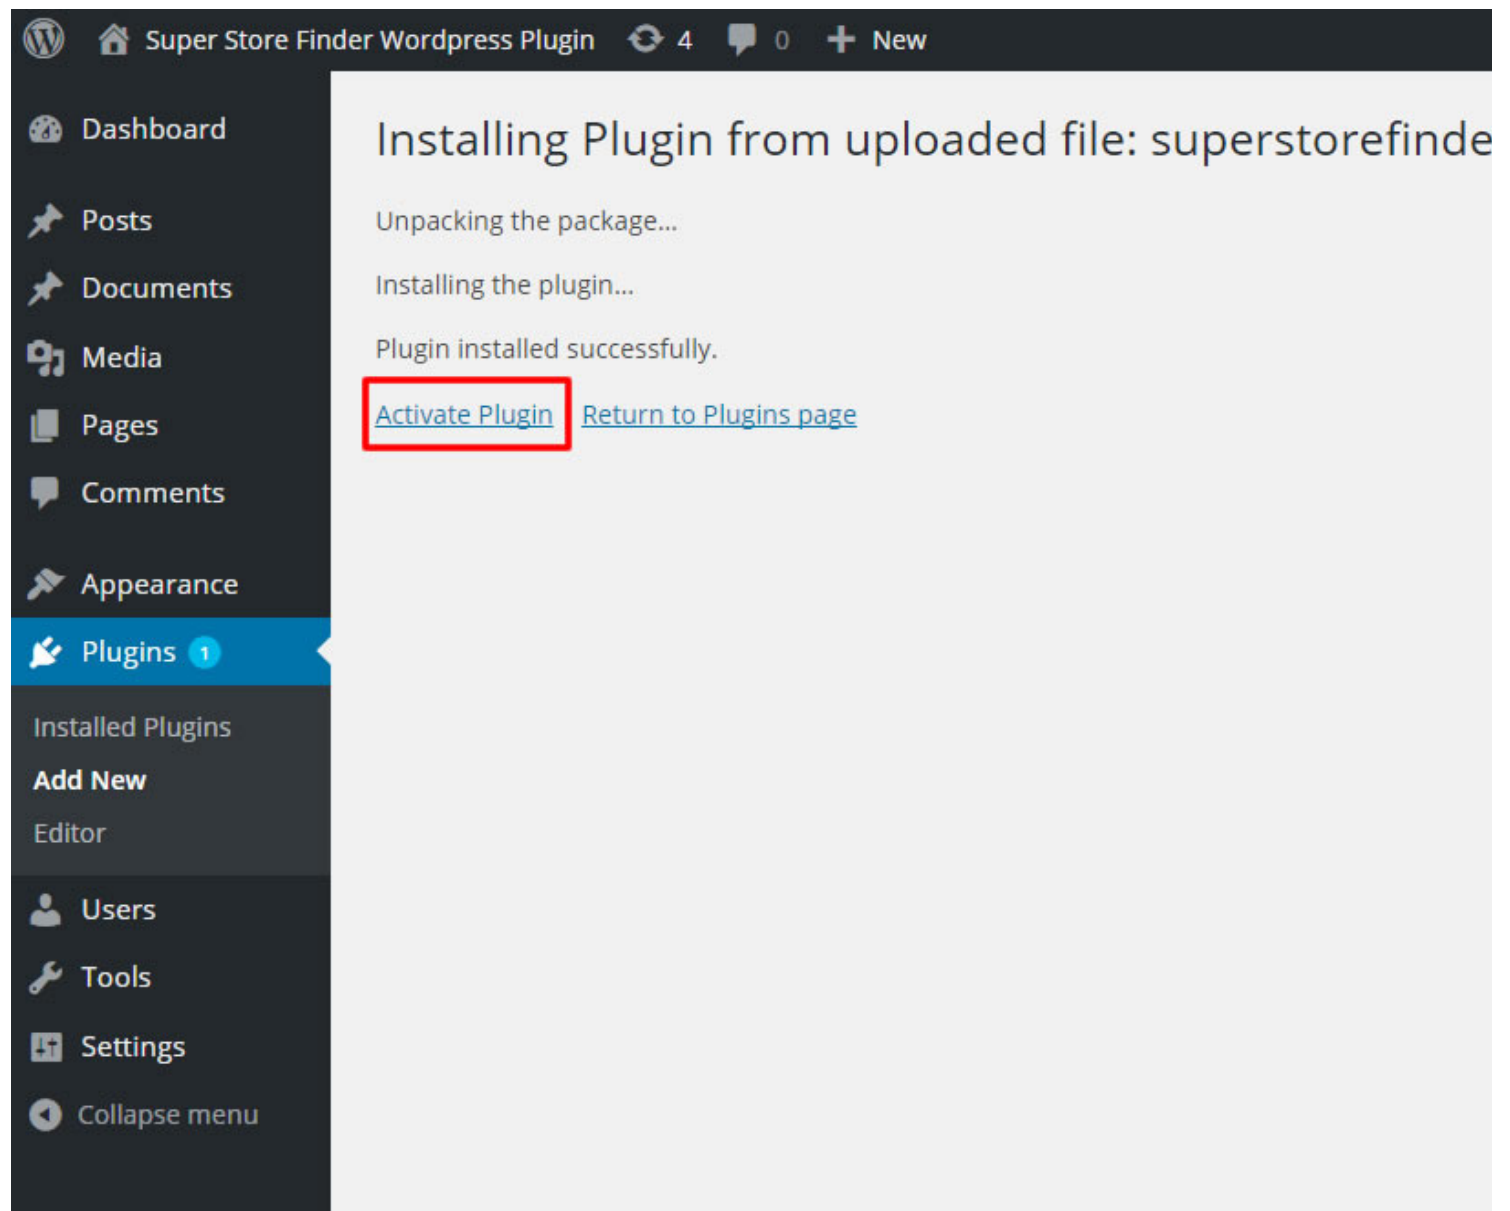 Super Store Finder Wordpress Plugin 4 0 New
Dashboard
Posts
Documents
Media
Pages
Comments
Appearance
Plugins 1
Installed Plugins
Add New
Editor
Users
Tools
Settings
Collapse menu
Installing Plugin from uploaded file: superstorefinde
Unpacking the package...
Installing the plugin...
Plugin installed successfully.
Activate Plugin Return to Plugins page